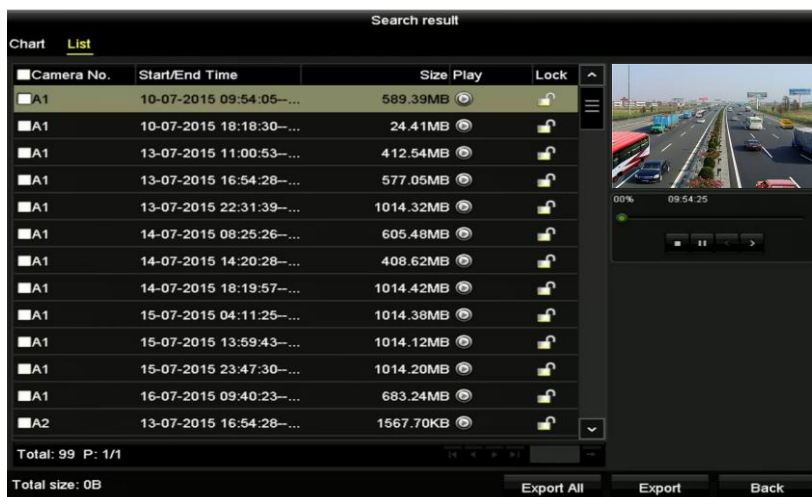 Search result
Chart List
Camera No. Start/End Time Size Play Lock
A1 10-07-2015 09:54:05--... 589.39MB
A1 10-07-2015 18:18:30--... 24.41MB
A1 13-07-2015 11:00:53--... 412.54MB
A1 13-07-2015 16:54:28--... 577.05MB
A1 13-07-2015 22:31:39--... 1014.32MB
A1 14-07-2015 08:25:26--... 605.48MB
A1 14-07-2015 14:20:28--... 408.62MB
A1 14-07-2015 18:19:57--... 1014.42MB
A1 15-07-2015 04:11:25--... 1014.38MB
A1 15-07-2015 13:59:43--... 1014.12MB
A1 15-07-2015 23:47:30--... 1014.20MB
A1 16-07-2015 09:40:23--... 683.24MB
A2 13-07-2015 16:54:28--... 1567.70KB
00% 09:54:25
Total: 99 P: 1/1
Total size: 0B
Export All Export Back